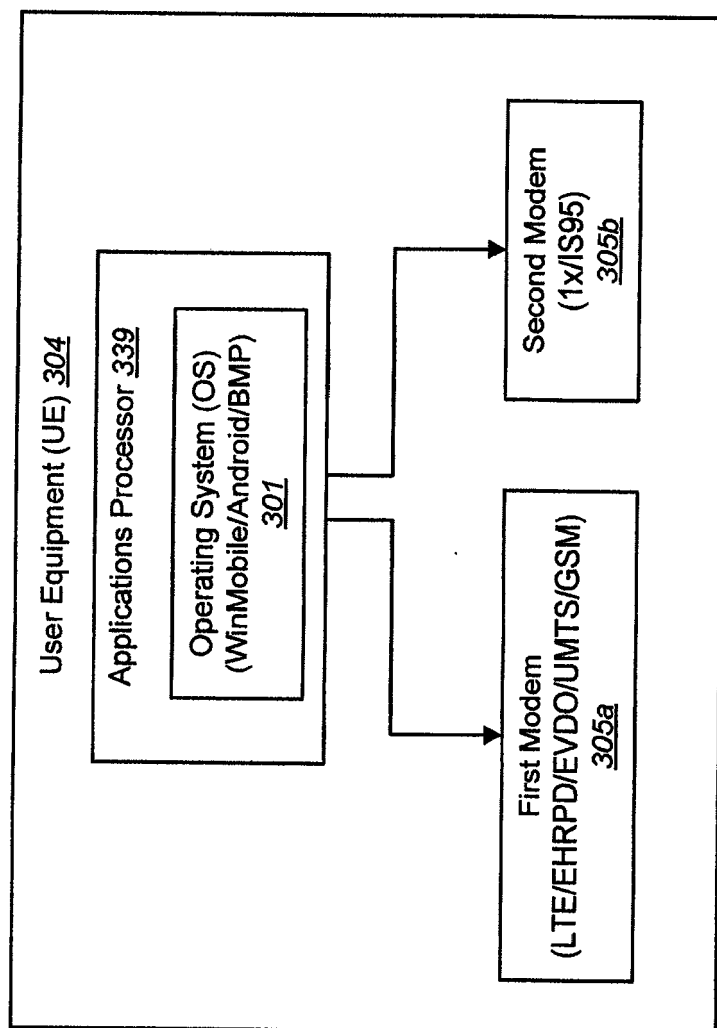 User Equipment (UE) 304
Applications Processor 339
Operating System (OS)
(WinMobile/Android/BMP)
301
First Modem
(LTE/EHRPD/EVDO/UMTS/GSM)
305a
Second Modem
(1x/IS95)
305b